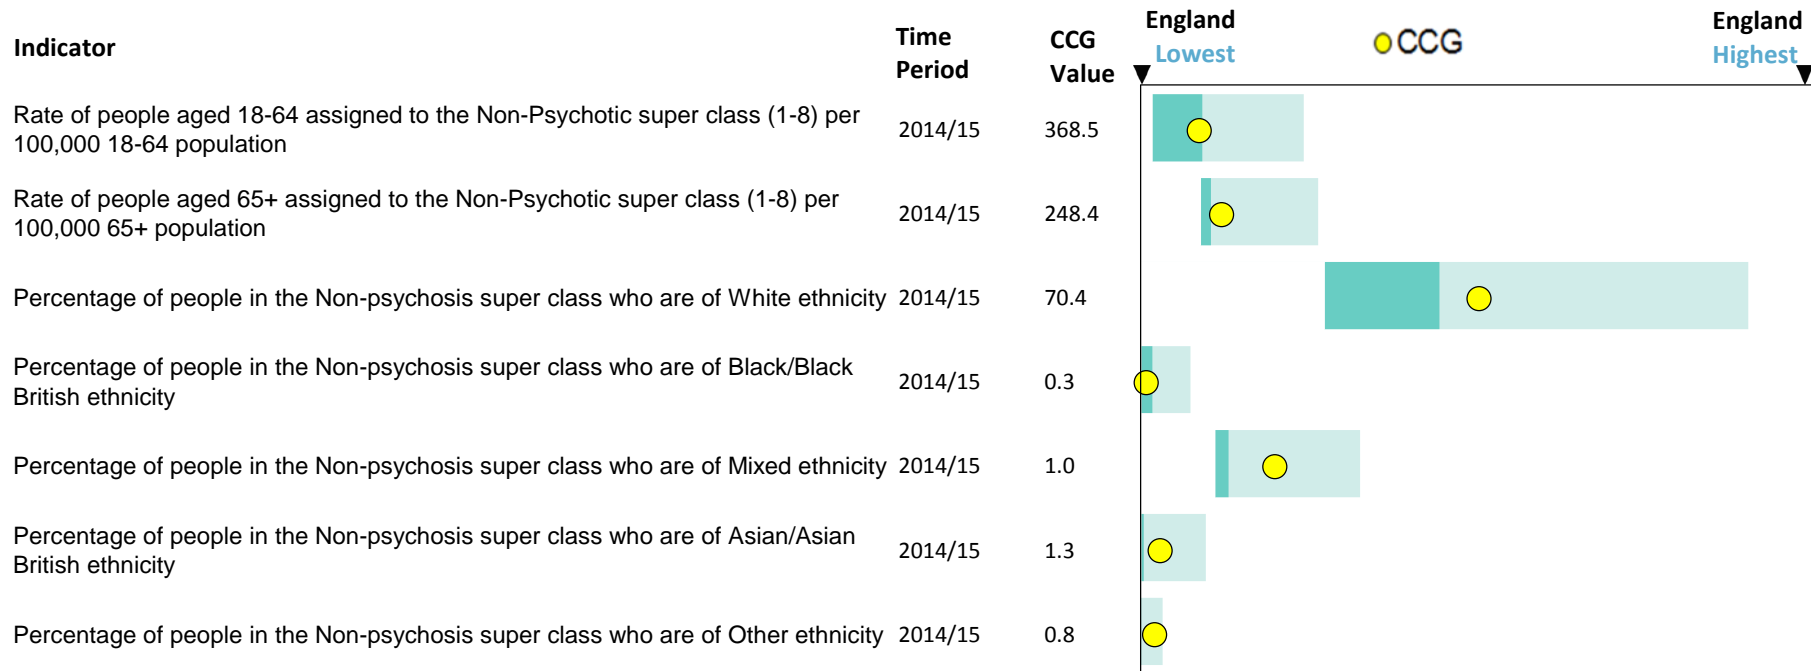 Indicator
Time
Period
CCG
Value
England
Lowest
CCG
England
Highest
Rate of people aged 18-64 assigned to the Non-Psychotic super class (1-8) per
100,000 18-64 population
2014/15
368.5
Rate of people aged 65+ assigned to the Non-Psychotic super class (1-8) per
100,000 65+ population
2014/15
248.4
Percentage of people in the Non-psychosis super class who are of White ethnicity
2014/15
70.4
Percentage of people in the Non-psychosis super class who are of Black/Black
British ethnicity
2014/15
0.3
Percentage of people in the Non-psychosis super class who are of Mixed ethnicity
2014/15
1.0
Percentage of people in the Non-psychosis super class who are of Asian/Asian
British ethnicity
2014/15
1.3
Percentage of people in the Non-psychosis super class who are of Other ethnicity
2014/15
0.8